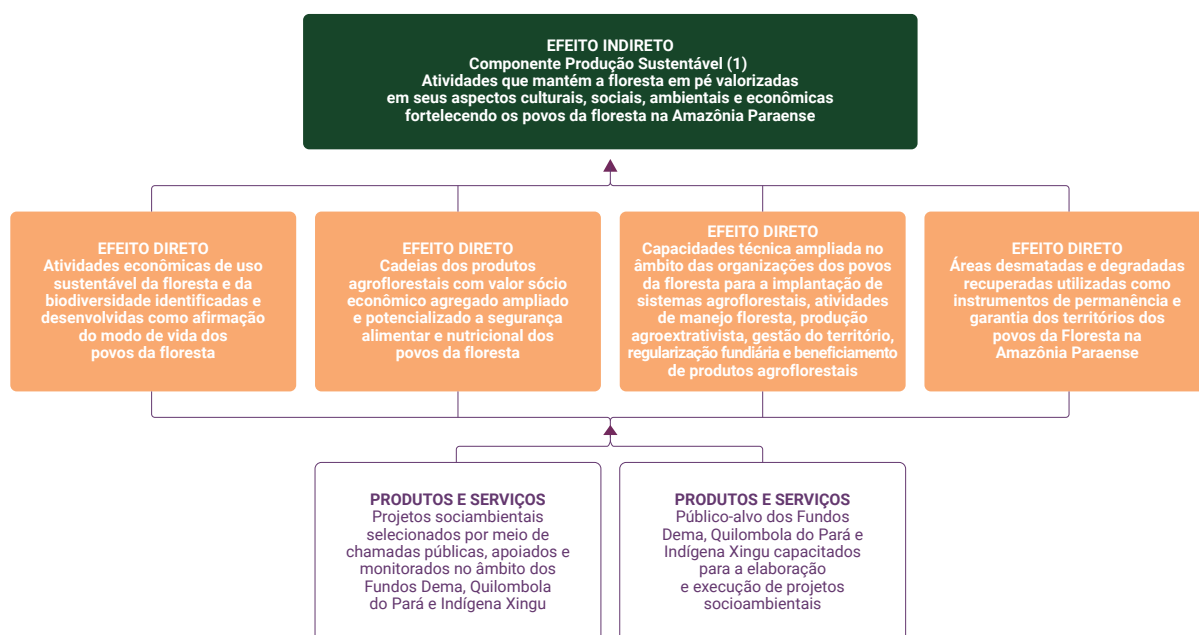 EFEITO INDIRETO
Componente Produção Sustentável (1)
Atividades que mantém a floresta em pé valorizadas
em seus aspectos culturais, sociais, ambientais e econômicas
fortelecendo os povos da floresta na Amazônia Paraense
EFEITO DIRETO
Atividades econômicas de uso
sustentável da floresta e da
biodiversidade identificadas e
desenvolvidas como afirmação
do modo de vida dos
povos da floresta
EFEITO DIRETO
Cadeias dos produtos
agroflorestais com valor sócio
econômico agregado ampliado
e potencializado a segurança
alimentar e nutricional dos
povos da floresta
EFEITO DIRETO
Capacidades técnica ampliada no
âmbito das organizações dos povos
da floresta para a implantação de
sistemas agroflorestais, atividades
de manejo floresta, produção
agroextrativista, gestão do território,
regularização fundiária e beneficiamento
de produtos agroflorestais
EFEITO DIRETO
Áreas desmatadas e degradadas
recuperadas utilizadas como
instrumentos de permanência e
garantia dos territórios dos
povos da Floresta na
Amazônia Paraense
PRODUTOS E SERVIÇOS
Projetos sociambientais
selecionados por meio de
chamadas públicas, apoiados e
monitorados no âmbito dos
Fundos Dema, Quilombola
do Pará e Indígena Xingu
PRODUTOS E SERVIÇOS
Público-alvo dos Fundos
Dema, Quilombola do Pará e
Indígena Xingu capacitados
para a elaboração
e execução de projetos
socioambientais